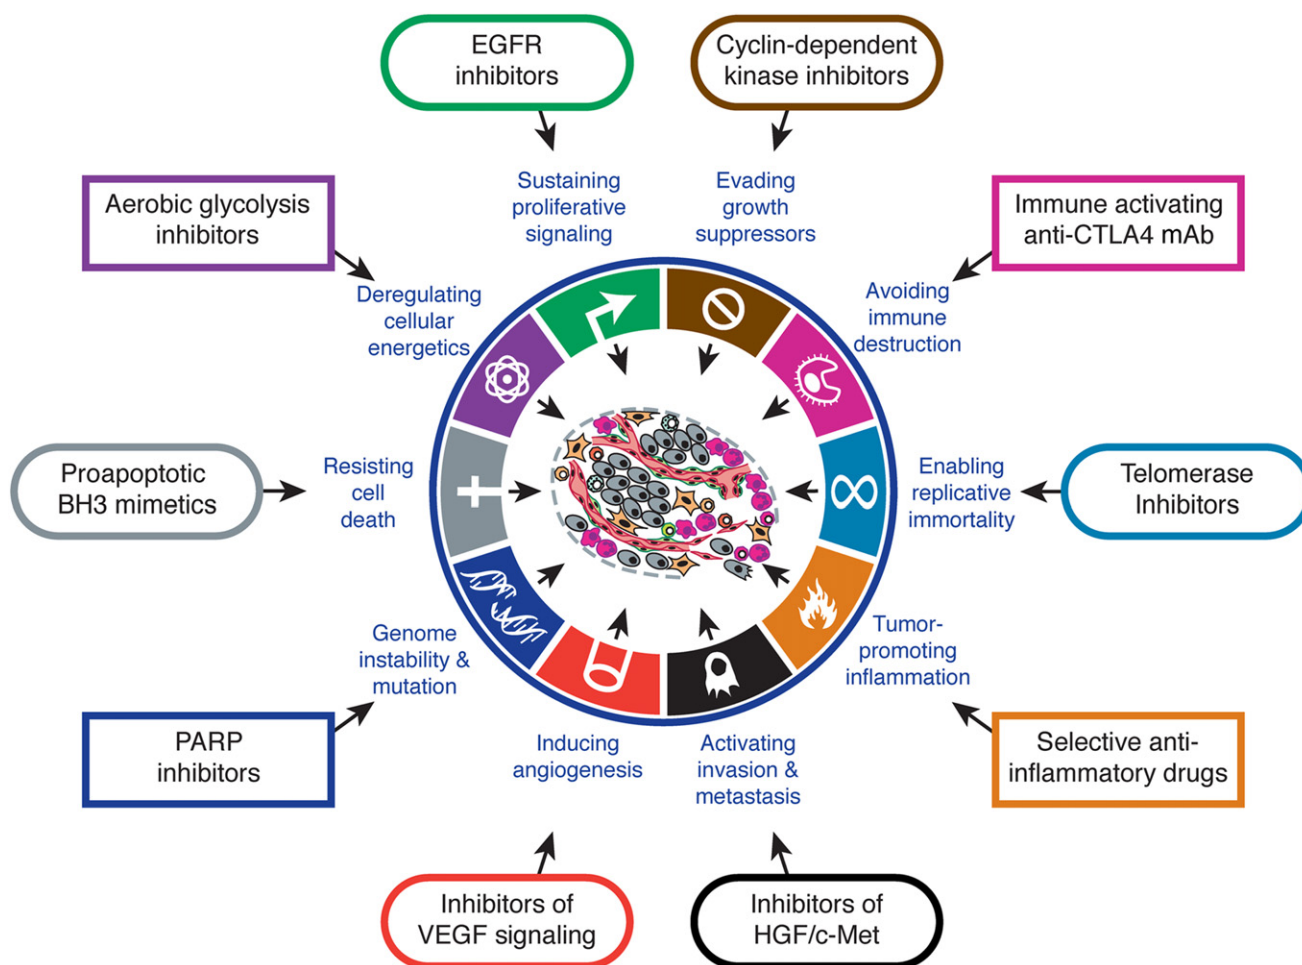 EGFR
inhibitors
Cyclin-dependent
kinase inhibitors
Sustaining
proliferative
signaling
Evading
growth
suppressors
Aerobic glycolysis
inhibitors
Immune activating
anti-CTLA4 mAb
Deregulating
cellular
energetics
Avoiding
immune
destruction
Proapoptotic
BH3 mimetics
Resisting
cell
death
Enabling
replicative
immortality
Telomerase
Inhibitors
Genome
instability &
mutation
Tumor-
promoting
inflammation
PARP
inhibitors
Inducing
angiogenesis
Activating
invasion &
metastasis
Selective anti-
inflammatory drugs
Inhibitors of
VEGF signaling
Inhibitors of
HGF/c-Met